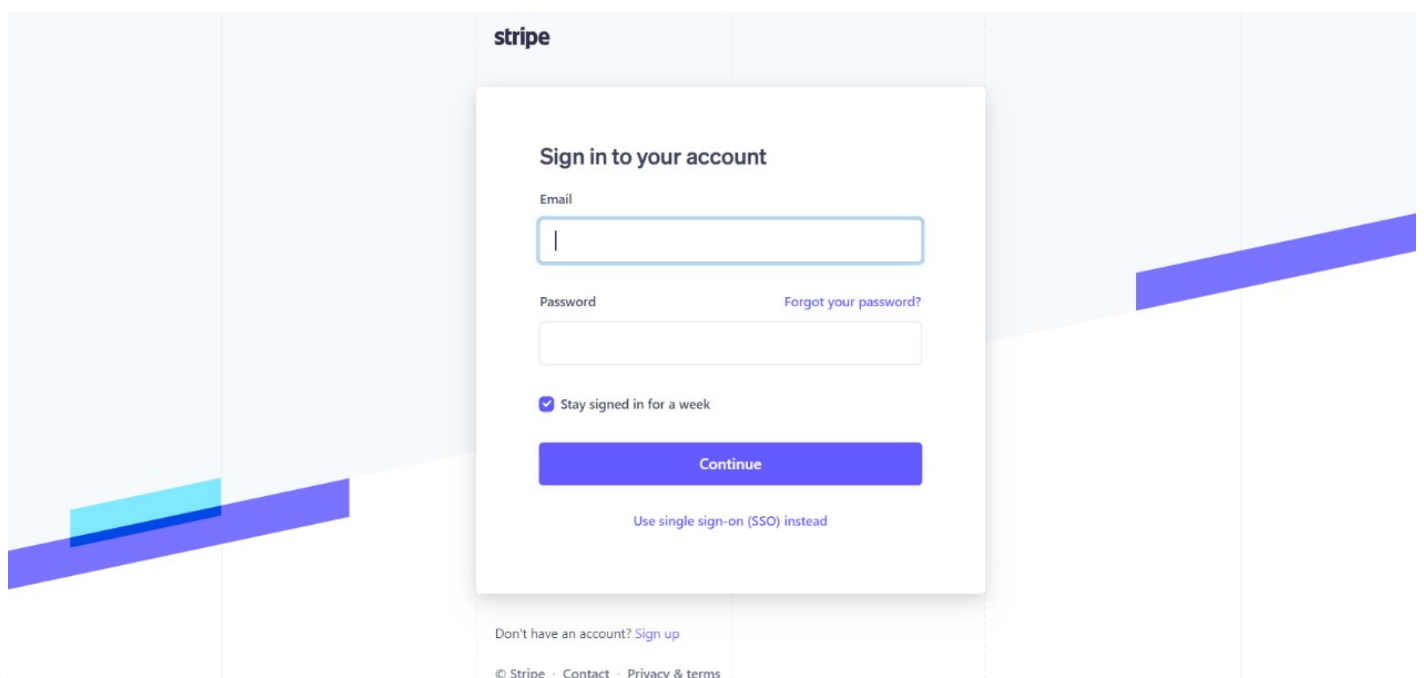 stripe
Sign in to your account
Email
Password Forgot your password?
Stay signed in for a week
Continue
Use single sign-on (SSO) instead
Don't have an account? Sign up
© Stripe · Contact · Privacy & terms